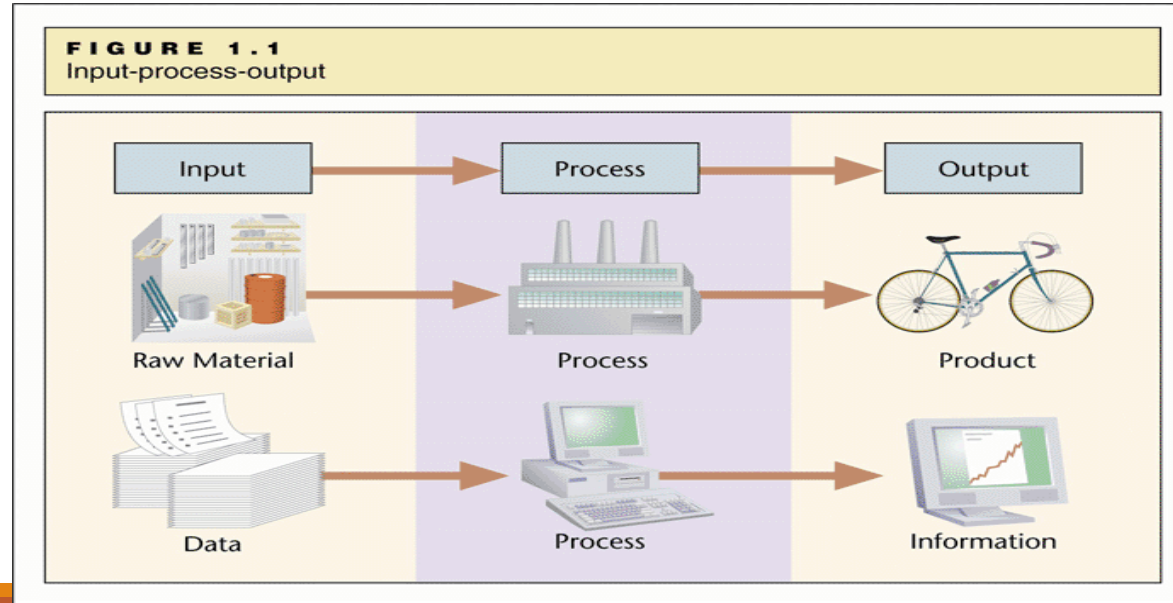 FIGURE 1.1
Input-process-output
Input
Process
Output
Raw Material
Process
Product
Data
Process
Information